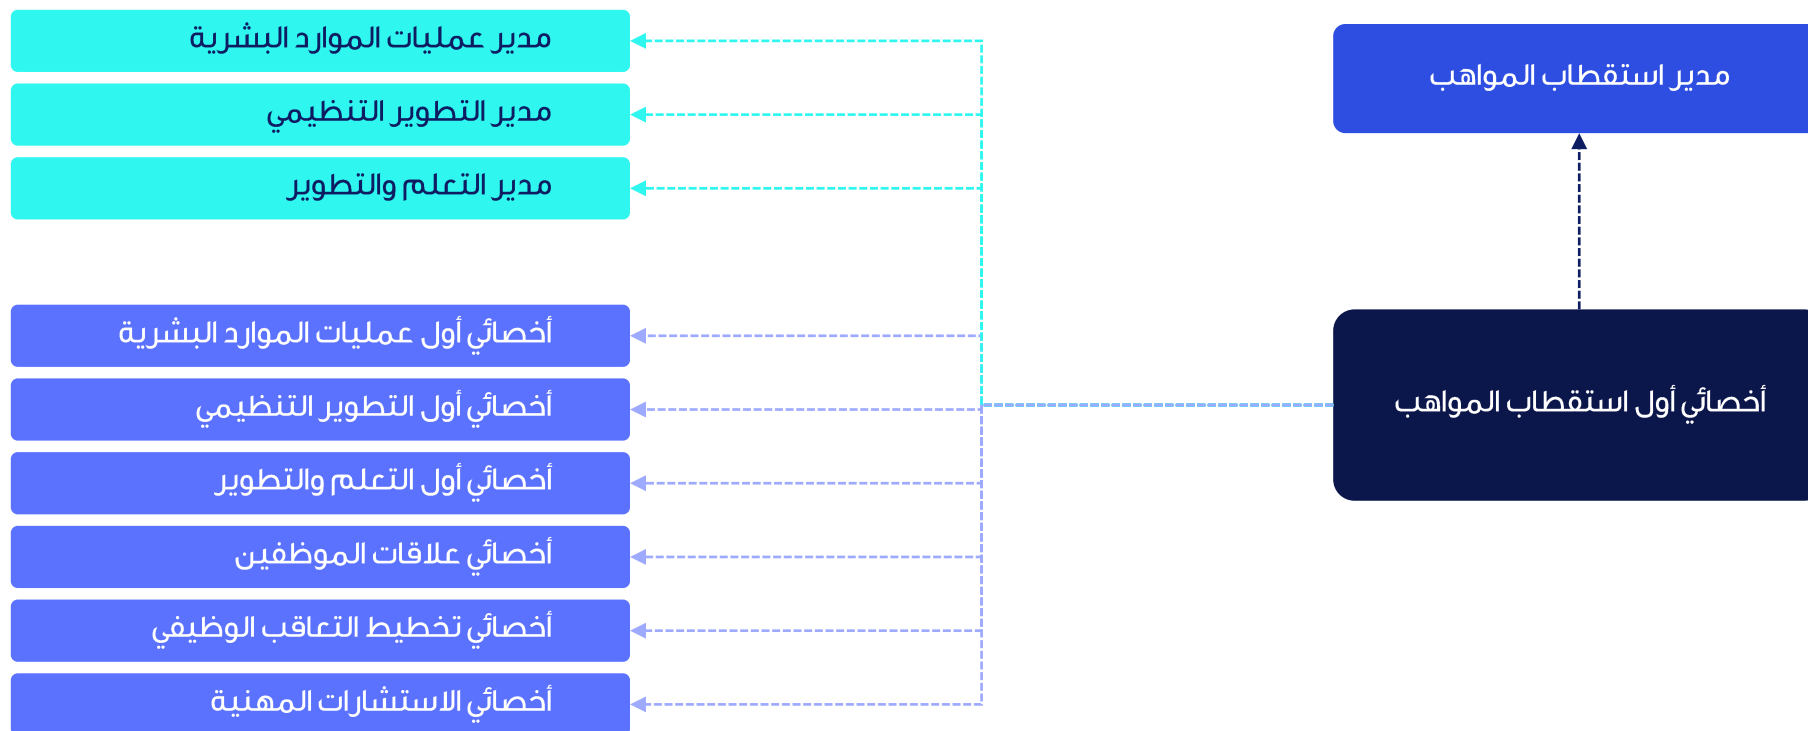 مدير استقطاب المواهب
أخصائي أول استقطاب المواهب
مدير عمليات الموارد البشرية
مدير التطوير التنظيمي
مدير التعلم والتطوير
أخصائي أول عمليات الموارد البشرية
أخصائي أول التطوير التنظيمي
أخصائي أول التعلم والتطوير
أخصائي علاقات الموظفين
أخصائي تخطيط التعاقب الوظيفي
أخصائي الاستشارات المهنية